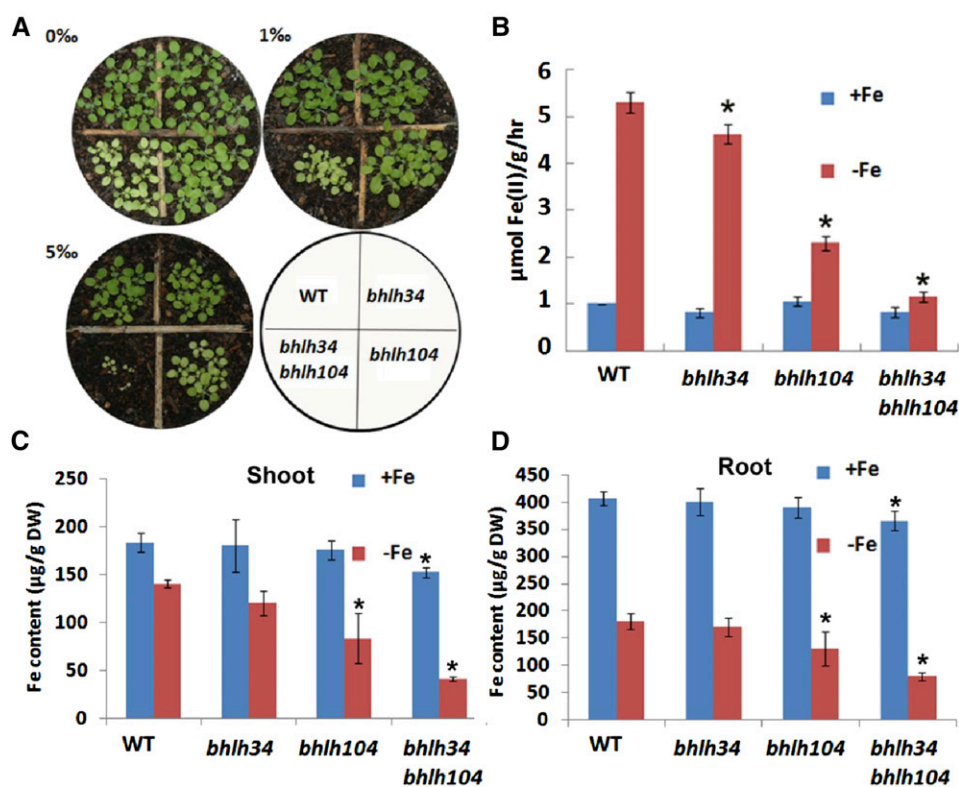 A
0‰
1‰
5‰
WT
bhlh34
bhlh34
bhlh104
bhlh104
B
µmol Fe(II)/g/hr
6
5
4
3
2
1
0
+Fe
-Fe
*
*
*
WT
bhlh34
bhlh104
bhlh34
bhlh104
C
Shoot
Fe content (µg/g DW)
250
200
150
100
50
0
+Fe
-Fe
*
*
*
WT
bhlh34
bhlh104
bhlh34
bhlh104
D
Root
Fe content (µg/g DW)
450
400
350
300
250
200
150
100
50
0
+Fe
-Fe
*
*
*
WT
bhlh34
bhlh104
bhlh34
bhlh104